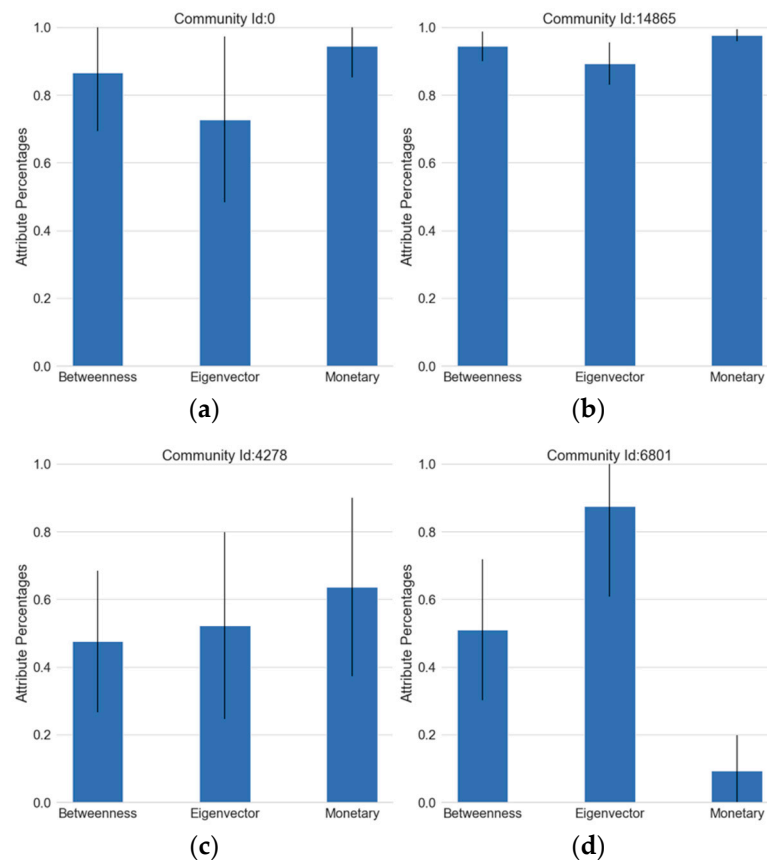 Community Id:0
1.0
0.8
0.6
0.4
0.2
0.0
Attribute Percentages
Betweenness Eigenvector Monetary
(a)
Community Id:14865
1.0
0.8
0.6
0.4
0.2
0.0
Attribute Percentages
Betweenness Eigenvector Monetary
(b)
Community Id:4278
1.0
0.8
0.6
0.4
0.2
0.0
Attribute Percentages
Betweenness Eigenvector Monetary
(c)
Community Id:6801
1.0
0.8
0.6
0.4
0.2
0.0
Attribute Percentages
Betweenness Eigenvector Monetary
(d)